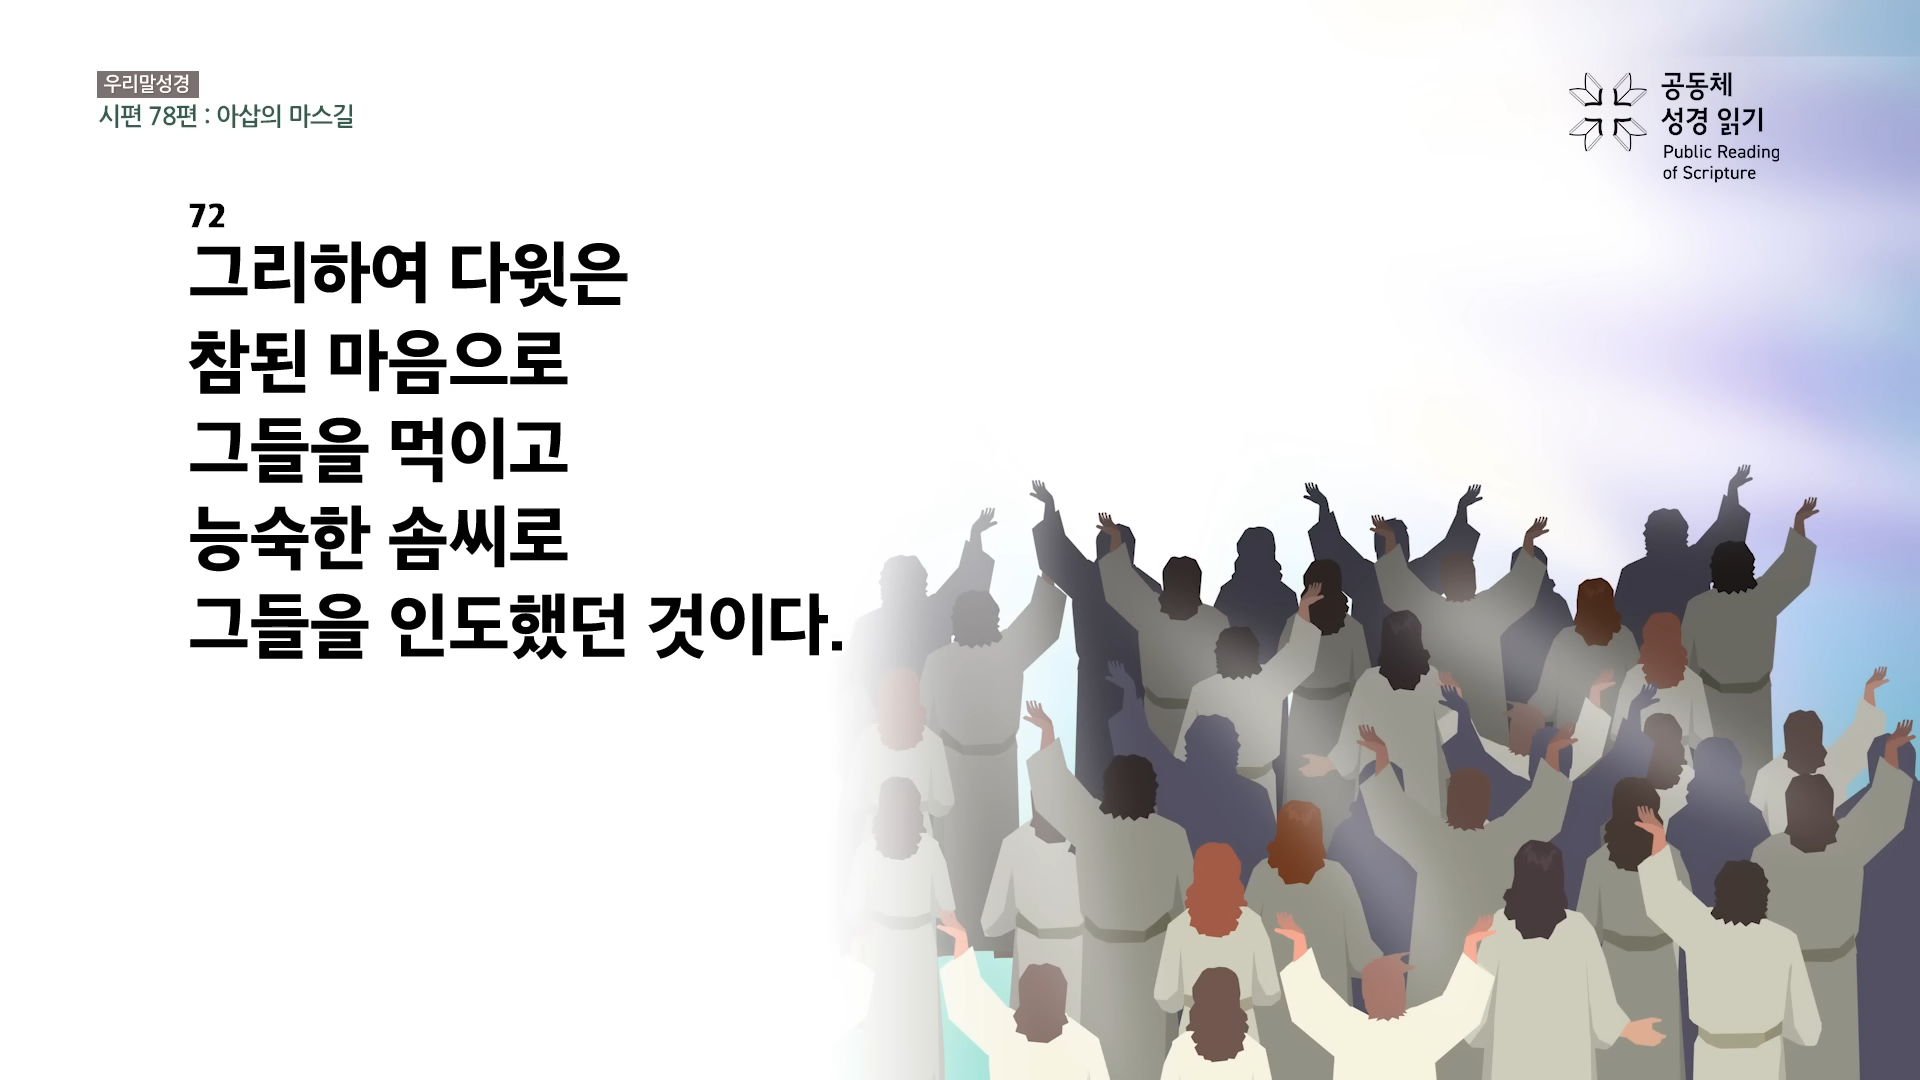 우리말성경
시편 78편 : 아삽의 마스길
공동체
성경 읽기
Public Reading
of Scripture
72
그리하여 다윗은
참된 마음으로
그들을 먹이고
능숙한 솜씨로
그들을 인도했던 것이다.